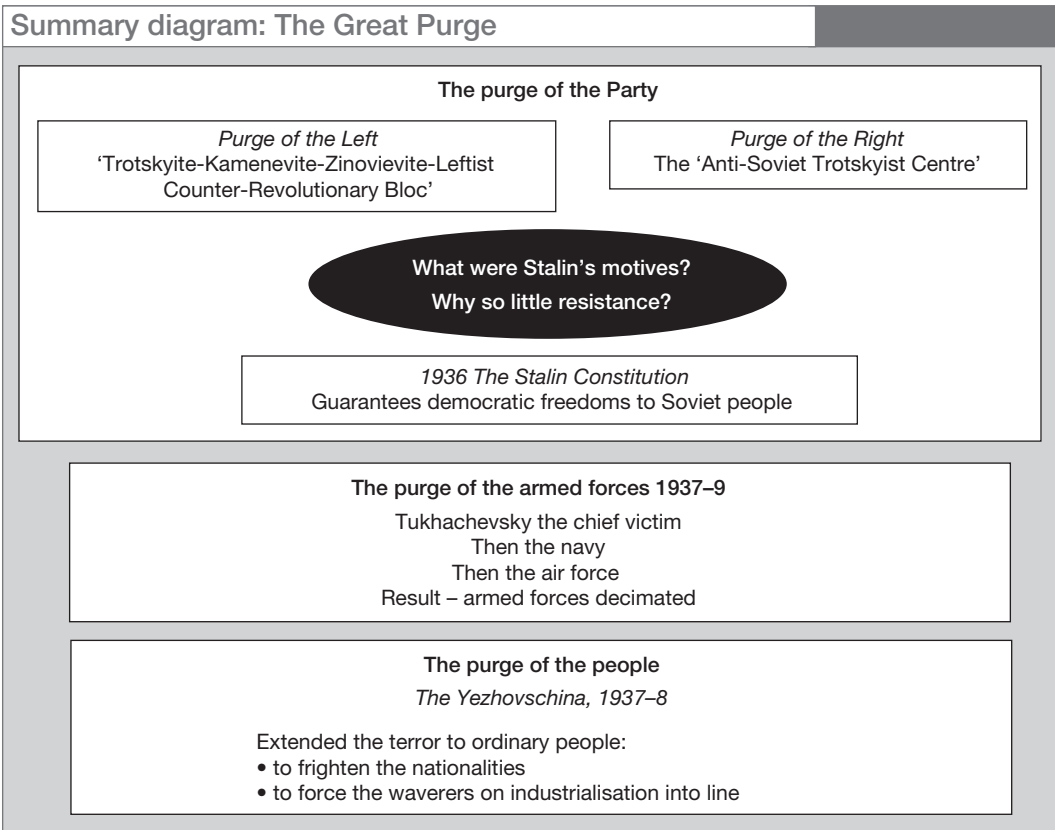 Summary diagram: The Great Purge
The purge of the Party
Purge of the Left
‘Trotskyite-Kamenevite-Zinovievite-Leftist
Counter-Revolutionary Bloc’
Purge of the Right
The ‘Anti-Soviet Trotskyist Centre’
What were Stalin’s motives?
Why so little resistance?
1936 The Stalin Constitution
Guarantees democratic freedoms to Soviet people
The purge of the armed forces 1937–9
Tukhachevsky the chief victim
Then the navy
Then the air force
Result – armed forces decimated
The purge of the people
The Yezhovschina, 1937–8
Extended the terror to ordinary people:
• to frighten the nationalities
• to force the waverers on industrialisation into line